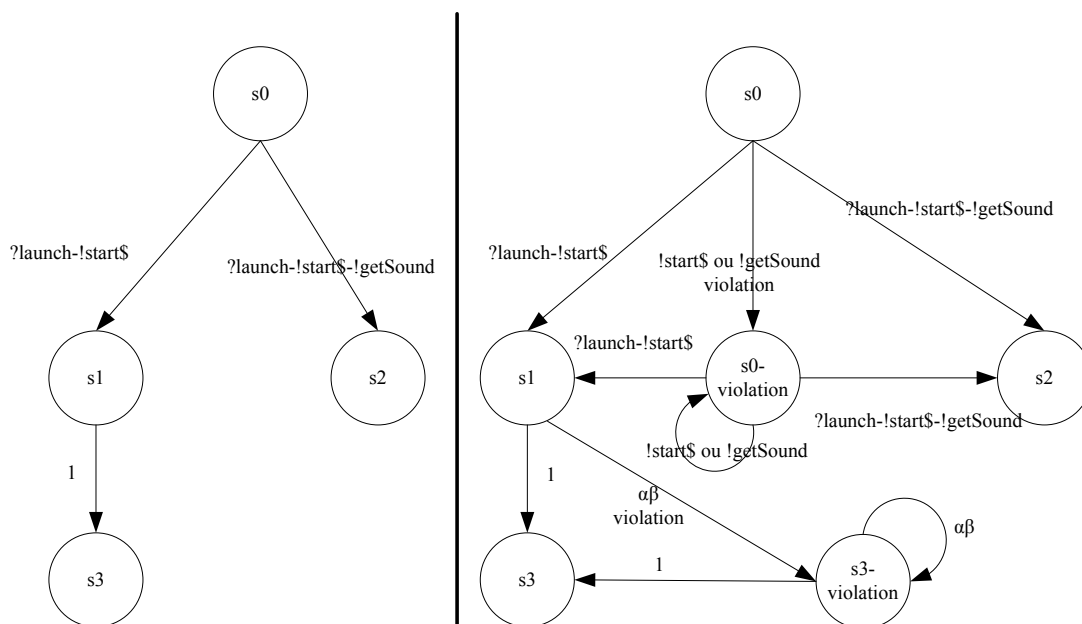 s0
?launch-!start$
?launch-!start$-!getSound
s1
s2
1
s3
s0
?launch-!start$-!getSound
?launch-!start$
!start$ ou !getSound
violation
?launch-!start$
s1
s0-
violation
s2
?launch-!start$-!getSound
!start$ ou !getSound
1
αβ
violation
αβ
1
s3
s3-
violation